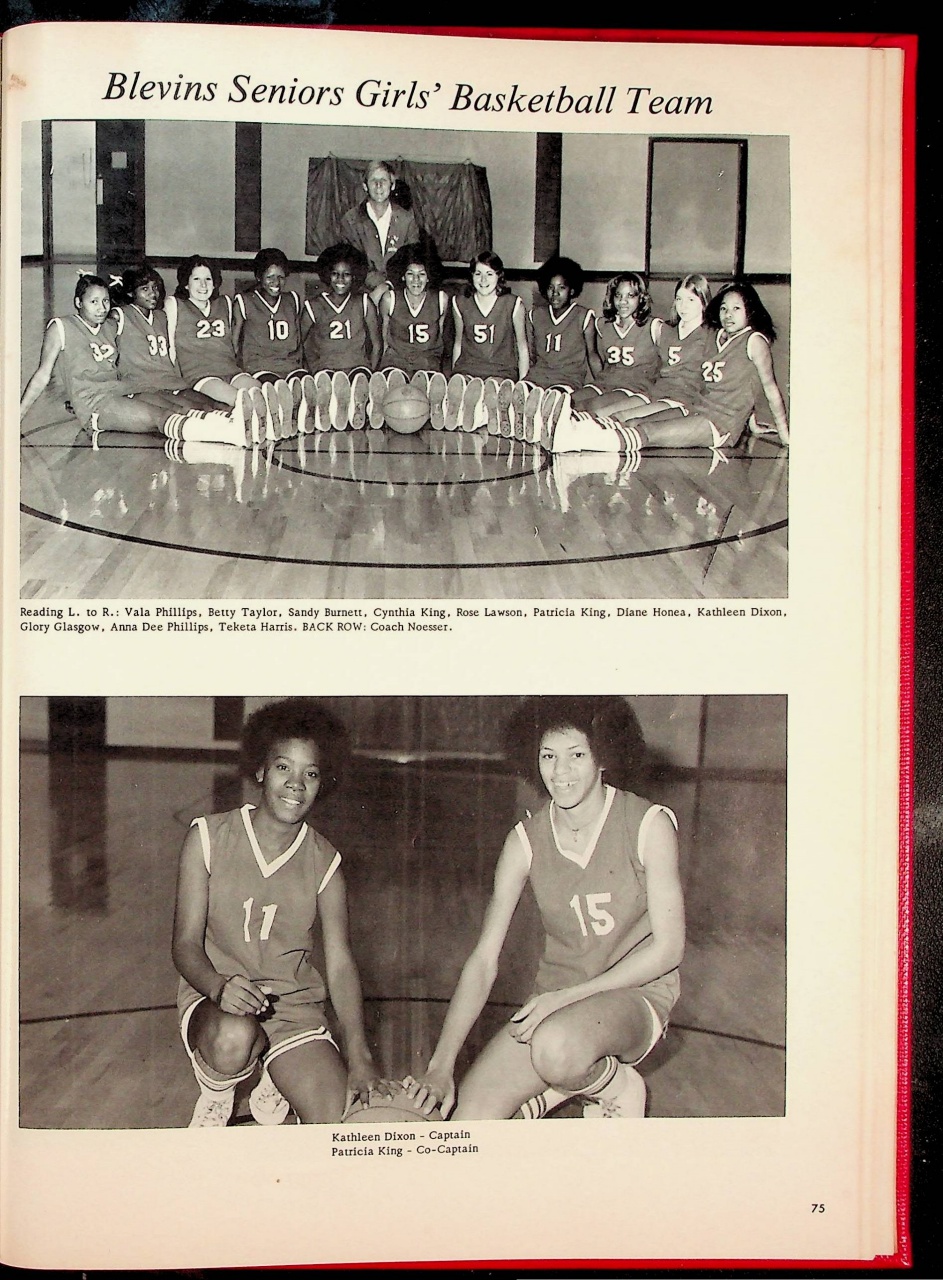 Blevins Seniors Girls' Basketball Team
32 33 23 10 21 15 51 11 35 5 25
Reading L. to R.: Vala Phillips, Betty Taylor, Sandy Burnett, Cynthia King, Rose Lawson, Patricia King, Diane Honea, Kathleen Dixon,
Glory Glasgow, Anna Dee Phillips, Teketa Harris. BACK ROW: Coach Noesser.
11 15
Kathleen Dixon - Captain
Patricia King - Co-Captain
75